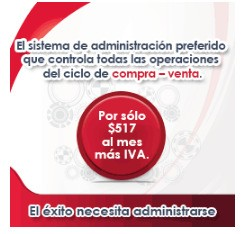 El sistema de administración preferido
que controla todas las operaciones
del ciclo de compra – venta.
Por sólo
$517
al mes
más IVA.
El éxito necesita administrarse